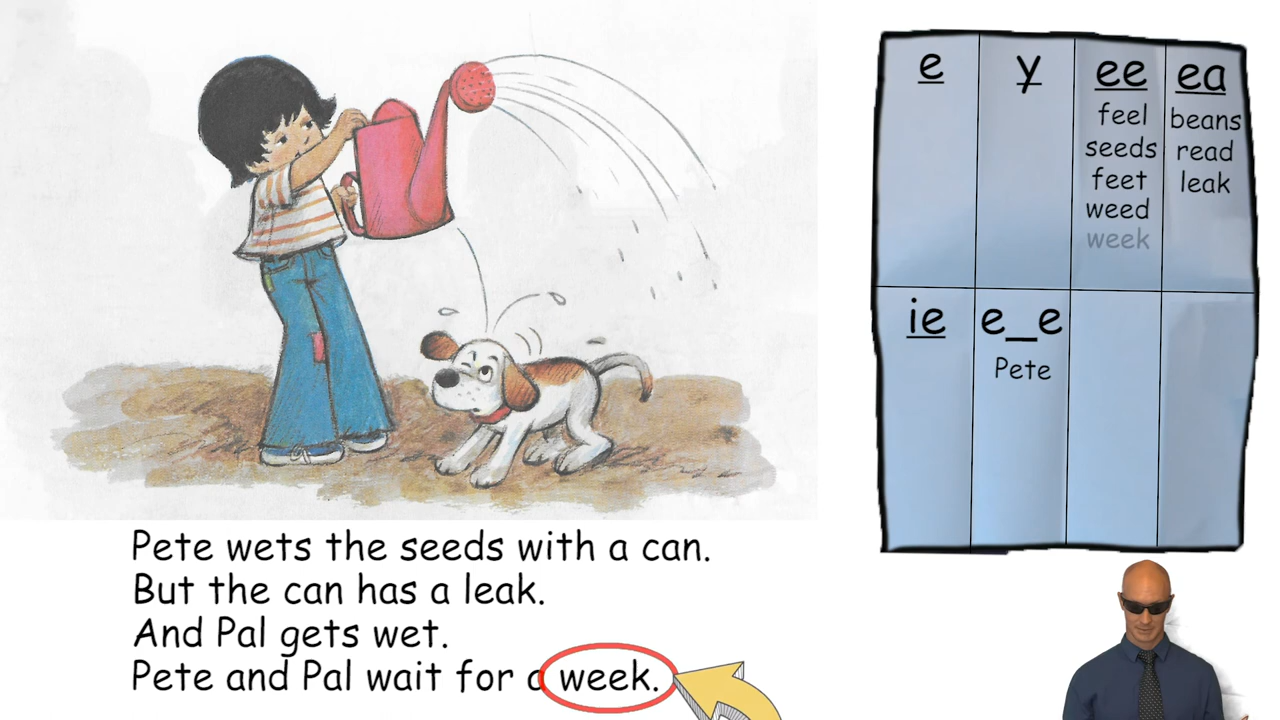 Pete wets the seeds with a can.
But the can has a leak.
And Pal gets wet.
Pete and Pal wait for a week.
e y ee ea
feel beans
seeds read
feet leak
weed
week
ie e_e
Pete